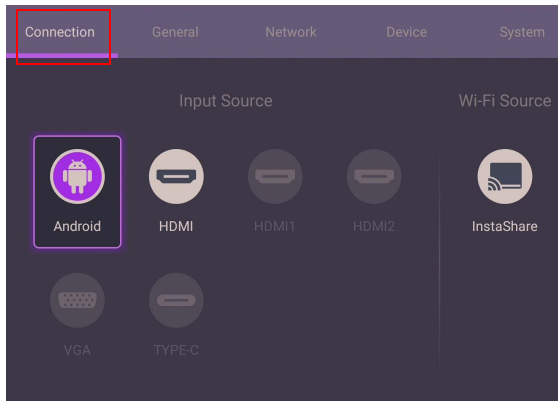 Connection General Network Device System
Input Source Wi-Fi Source
Android HDMI HDMI1 HDMI2 InstaShare
VGA TYPE-C